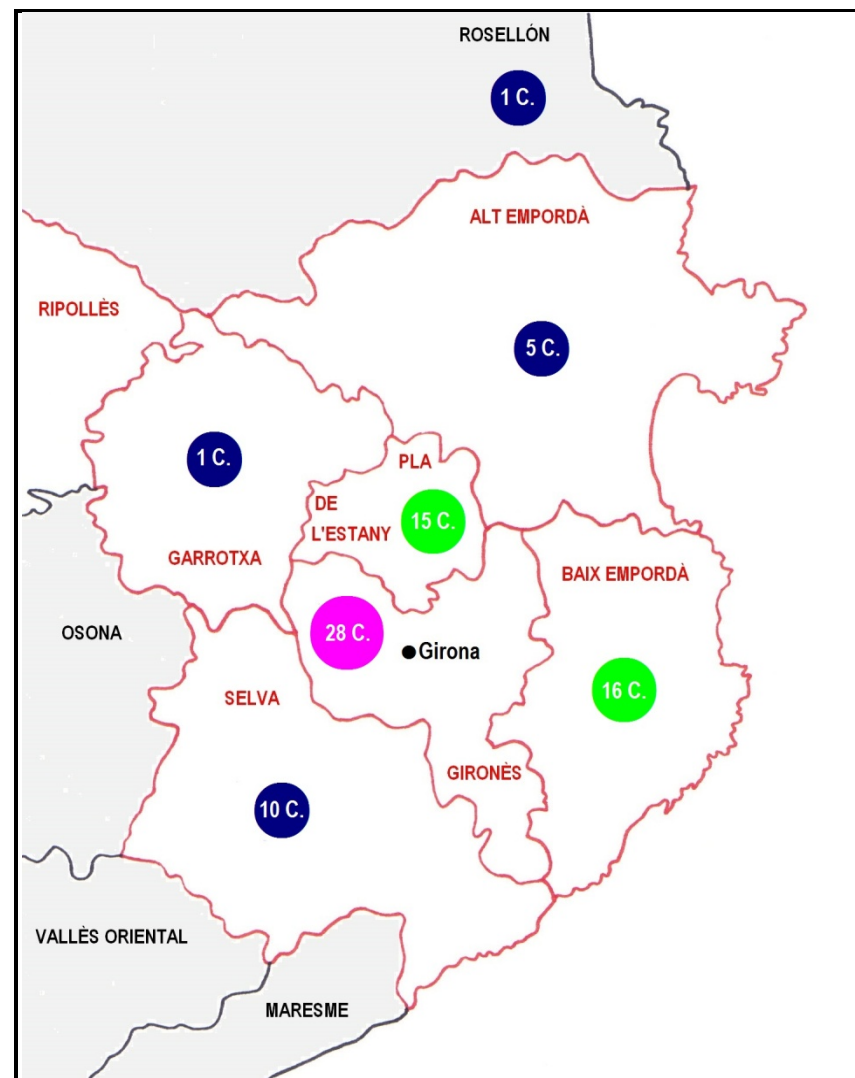 ROSELLÓN
1 C.
ALT EMPORDÀ
RIPOLLÈS
5 C.
1 C.
PLA
DE
L'ESTANY
15 C.
GARROTXA
BAIX EMPORDÀ
OSONA
28 C.
Girona
SELVA
16 C.
GIRONÈS
10 C.
VALLÈS ORIENTAL
MARESME